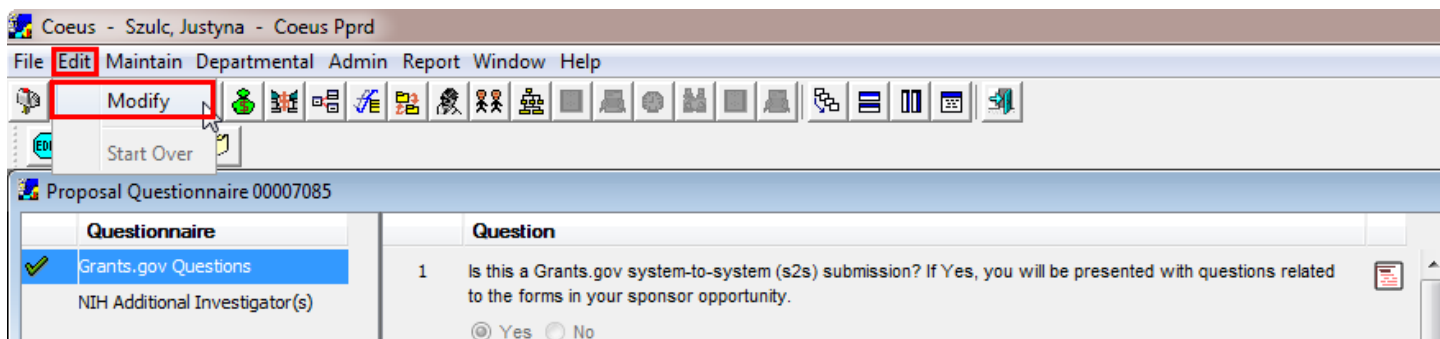 Coeus - Szulc, Justyna - Coeus Pprd
File Edit Maintain Departmental Admin Report Window Help
Modify
Start Over
Proposal Questionnaire 00007085
Questionnaire
Question
Grants.gov Questions
1 Is this a Grants.gov system-to-system (s2s) submission? If Yes, you will be presented with questions related
NIH Additional Investigator(s)
to the forms in your sponsor opportunity.
Yes No